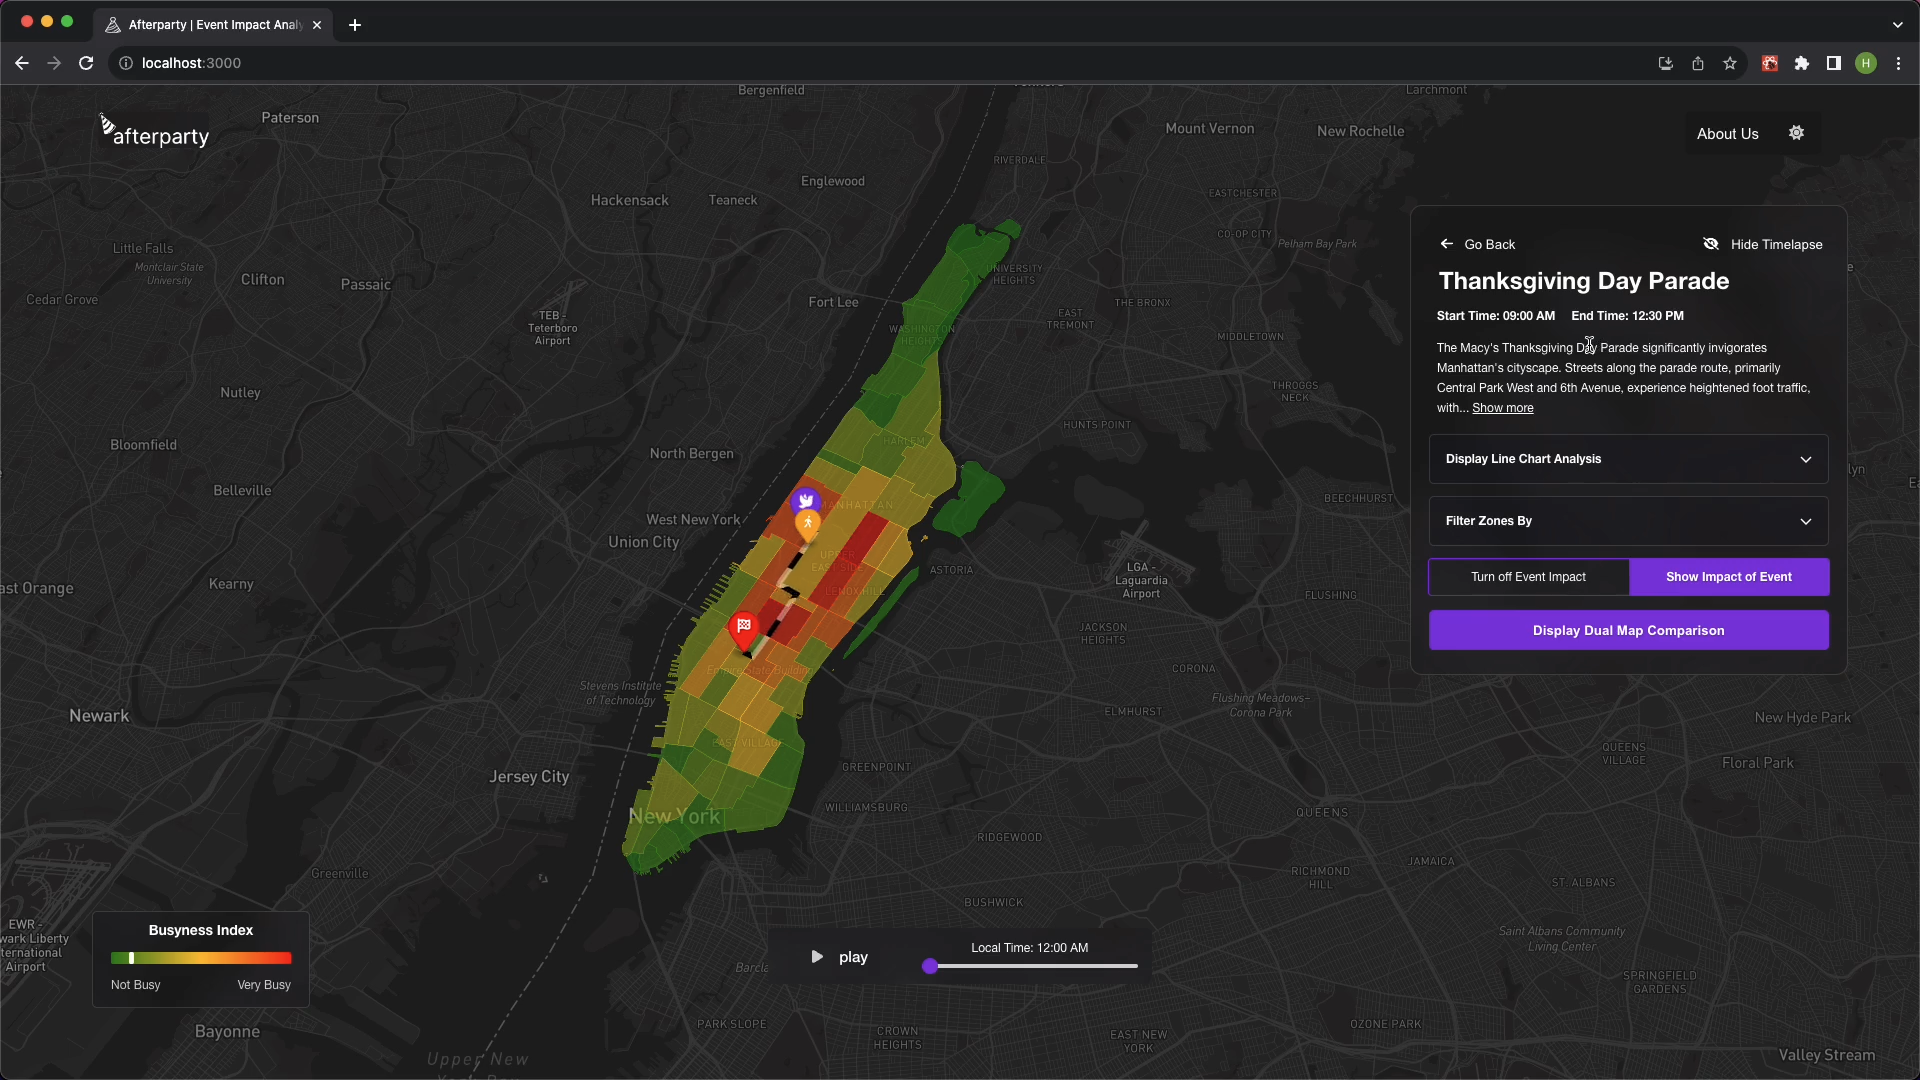 Afterparty | Event Impact Anal
localhost:3000
H
Bergenfield
Larchmont
Paterson
afterparty
Mount Vernon
New Rochelle
About Us
RIVERDALE
Englewood
EASTCHESTER
Hackensack
Teaneck
CO-OP CITY
Pelham Bay Park
Go Back
Hide Timelapse
Little Falls
Montclair State
University
UNIVERSITY
HEIGHTS
Clifton
Passaic
Thanksgiving Day Parade
Cedar Grove
Fort Lee
THE BRONX
Start Time: 09:00 AM
End Time: 12:30 PM
TEB -
Teterboro
Airport
EAST
TREMONT
WASHINGTON
HEIGHTS
MIDDLETOWN
The Macy's Thanksgiving Day Parade significantly invigorates
Manhattan's cityscape. Streets along the parade route, primarily
Central Park West and 6th Avenue, experience heightened foot traffic,
with... Show more
Nutley
THROGGS
NECK
HUNTS POINT
Bloomfield
HARLEM
North Bergen
Display Line Chart Analysis
Belleville
BEECHHURST
MANHATTAN
West New York
Filter Zones By
Union City
UPPER
EAST SIDE
ASTORIA
LGA -
Laguardia
Airport
Kearny
ast Orange
LENOX HILL
FLUSHING
Turn off Event Impact
Show Impact of Event
JACKSON
HEIGHTS
Display Dual Map Comparison
Empire State Building
CORONA
Stevens Institute
of Technology
Flushing Meadows–
Corona Park
Newark
ELMHURST
New Hyde Park
EAST VILLAGE
QUEENS
VILLAGE
Floral Park
Jersey City
GREENPOINT
New York
WILLIAMSBURG
QUEENS
RIDGEWOOD
JAMAICA
Greenville
RICHMOND
HILL
ST. ALBANS
BUSHWICK
EWR -
wark Liberty
ternational
Airport
Busyness Index
Not Busy
Very Busy
Saint Albans Community
Living Center
play
Local Time: 12:00 AM
Barcla
SPRINGFIELD
GARDENS
Bayonne
PARK SLOPE
CROWN
HEIGHTS
EAST NEW
YORK
OZONE PARK
Valley Stream
Upper New